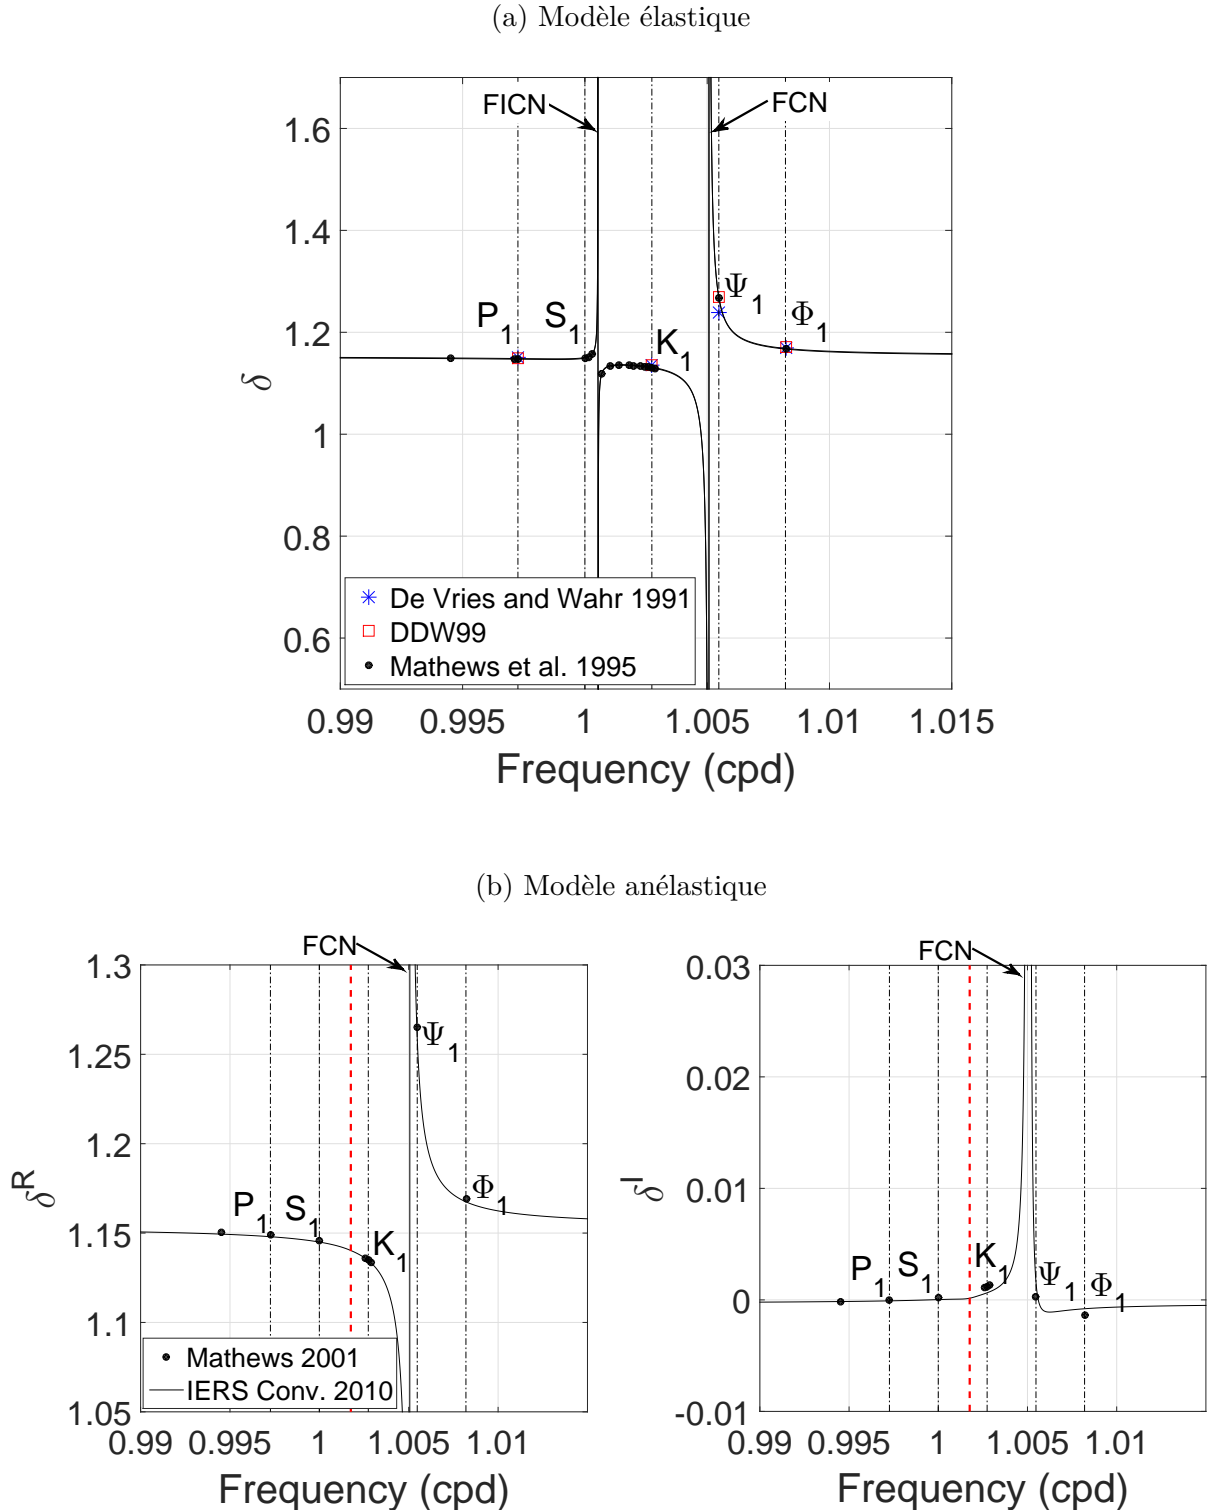 (a) Modèle élastique
FICN
FCN
1.6
1.4
1.2
1
0.8
0.6
δ
P1
S1
K1
Ψ1
Φ1
De Vries and Wahr 1991
DDW99
Mathews et al. 1995
0.99 0.995 1 1.005 1.01 1.015
Frequency (cpd)
(b) Modèle anélastique
FCN
1.3
1.25
1.2
1.15
1.1
1.05
δR
P1
S1
K1
Ψ1
Φ1
Mathews 2001
IERS Conv. 2010
0.99 0.995 1 1.005 1.01
Frequency (cpd)
FCN
0.03
0.02
0.01
0
-0.01
δI
P1
S1
K1
Ψ1
Φ1
0.99 0.995 1 1.005 1.01
Frequency (cpd)